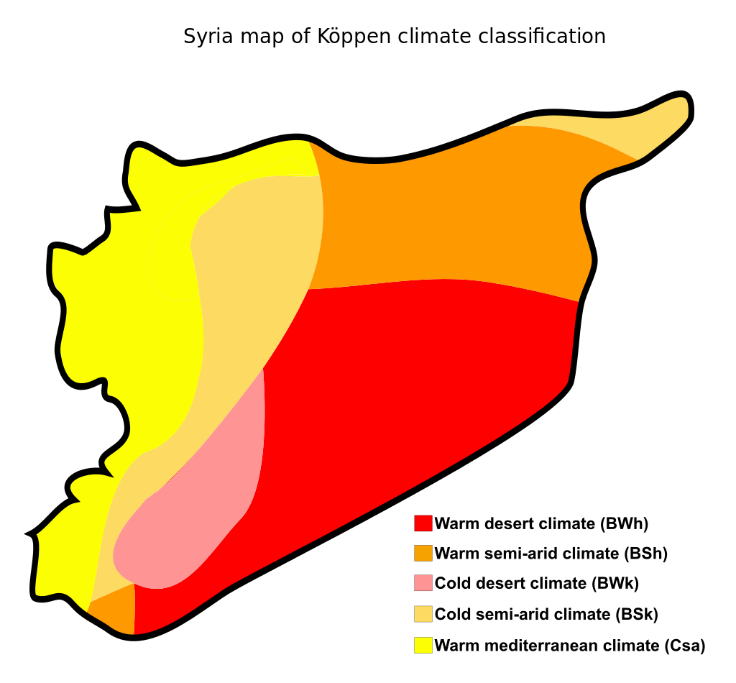 Syria map of Köppen climate classification
Warm desert climate (BWh)
Warm semi-arid climate (BSh)
Cold desert climate (BWk)
Cold semi-arid climate (BSk)
Warm mediterranean climate (Csa)